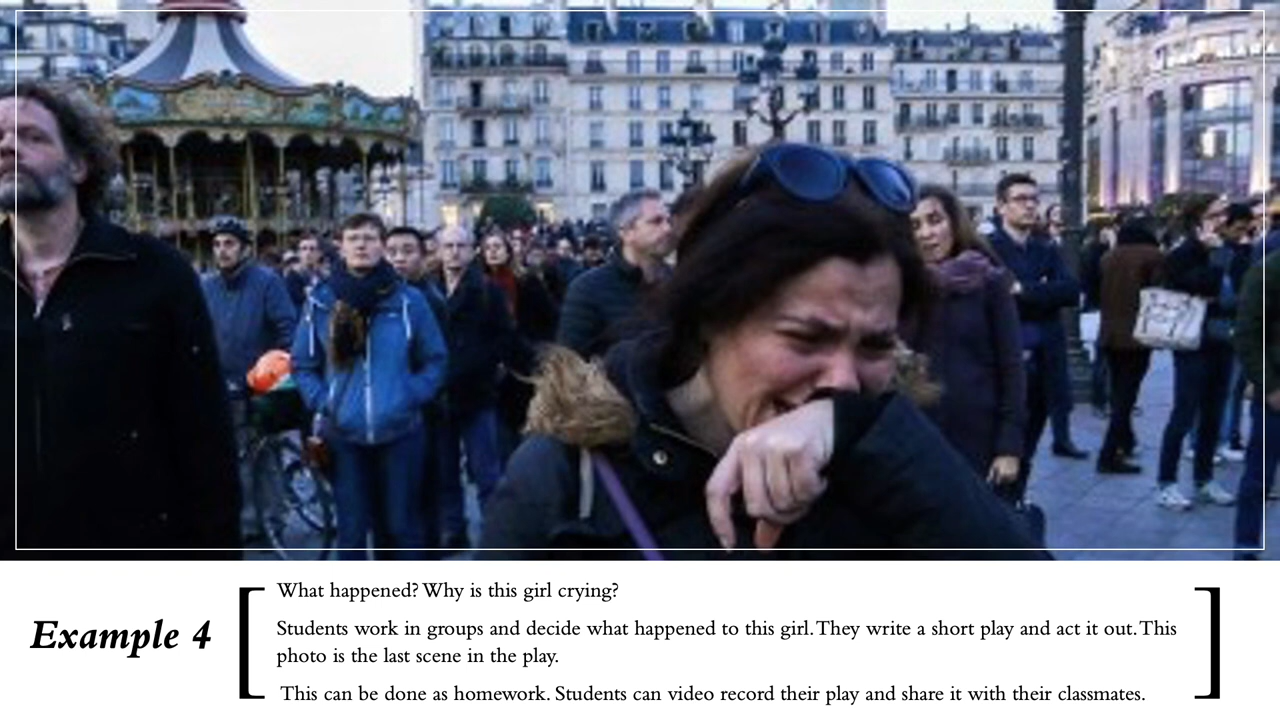 What happened? Why is this girl crying?
Example 4
Students work in groups and decide what happened to this girl. They write a short play and act it out. This
photo is the last scene in the play.
This can be done as homework. Students can video record their play and share it with their classmates.